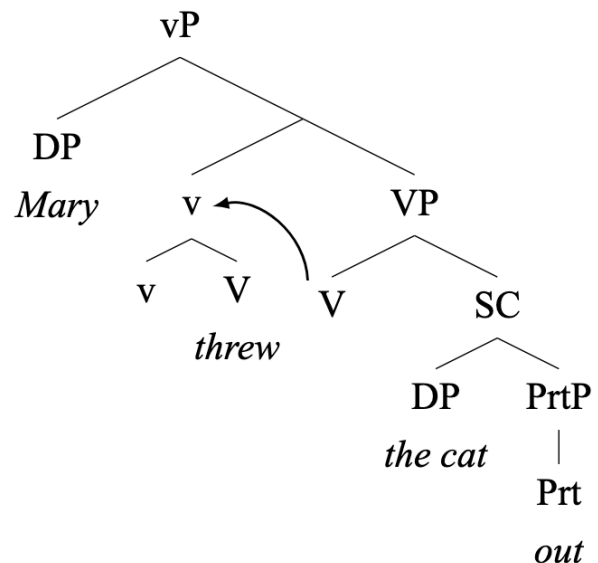 vP
DP
Mary
v
VP
v
V
threw
V
SC
DP
PrtP
the cat
Prt
out